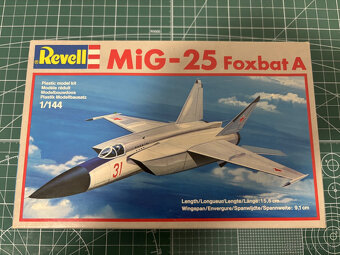 Revell
MiG-25 Foxbat A
Plastic model kit
Modèle réduit
Modelbouwdoos
Plastik Modellbausatz
1/144
31
Length/Longueur/Lengte/Länge: 15,6 cm
Wingspan/Envergure/Spanwijdte/Spannweite: 9,1 cm